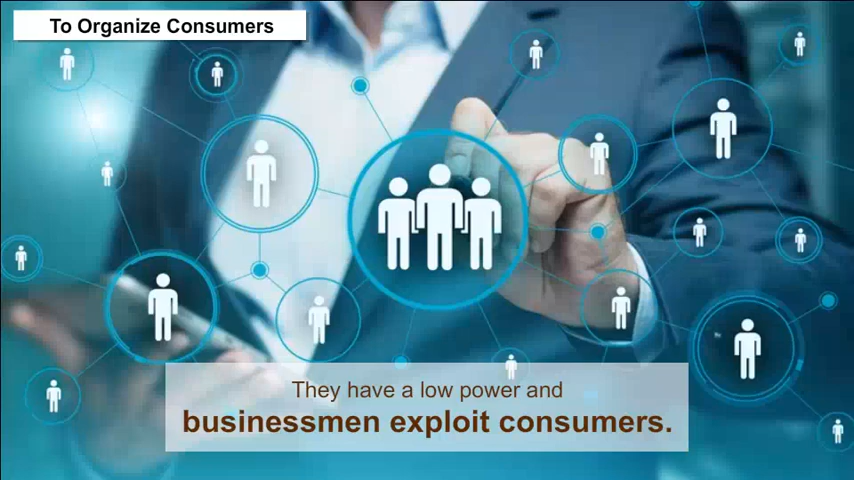 To Organize Consumers
They have a low power and
businessmen exploit consumers.